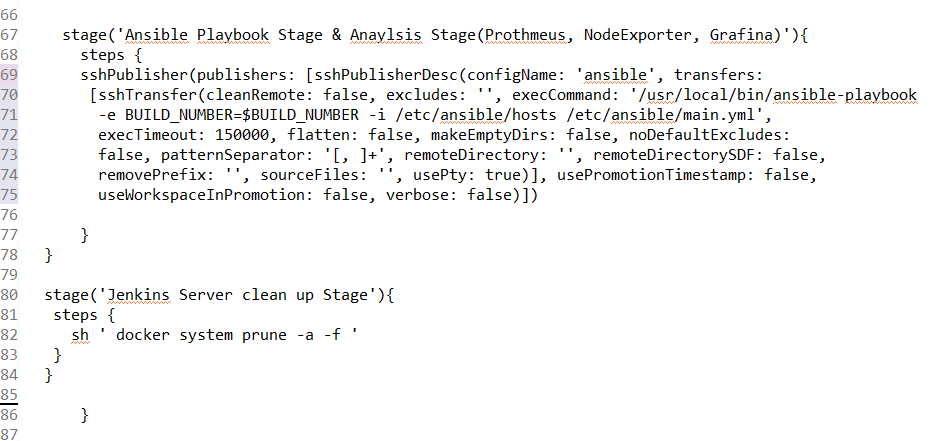 66
67 stage('Ansible Playbook Stage & Anaylsis Stage(Prothmeus, NodeExporter, Grafina)'){
68 steps {
69 sshPublisher(publishers: [sshPublisherDesc(configName: 'ansible', transfers:
70 [sshTransfer(cleanRemote: false, excludes: '', execCommand: '/usr/local/bin/ansible-playbook
71 -e BUILD_NUMBER=$BUILD_NUMBER -i /etc/ansible/hosts /etc/ansible/main.yml',
72 execTimeout: 150000, flatten: false, makeEmptyDirs: false, noDefaultExcludes:
73 false, patternSeparator: '[, ]+', remoteDirectory: '', remoteDirectorySDF: false,
74 removePrefix: '', sourceFiles: '', usePty: true)], usePromotionTimestamp: false,
75 useWorkspaceInPromotion: false, verbose: false)])
76
77 }
78 }
79
80 stage('Jenkins Server clean up Stage'){
81 steps {
82 sh ' docker system prune -a -f '
83 }
84 }
85
86 }
87